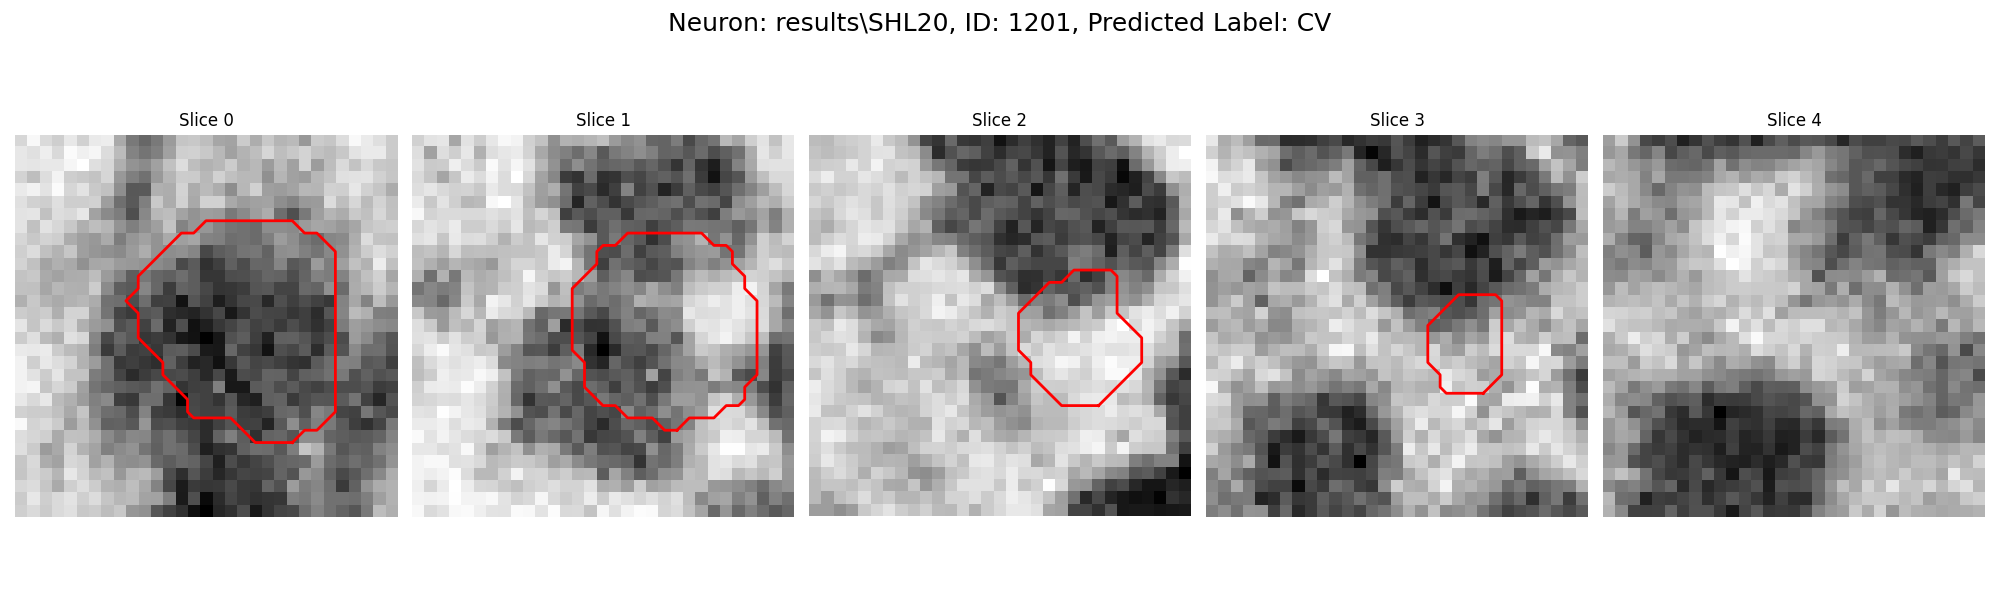 Neuron: results\SHL20, ID: 1201, Predicted Label: CV
Slice 0
Slice 1
Slice 2
Slice 3
Slice 4